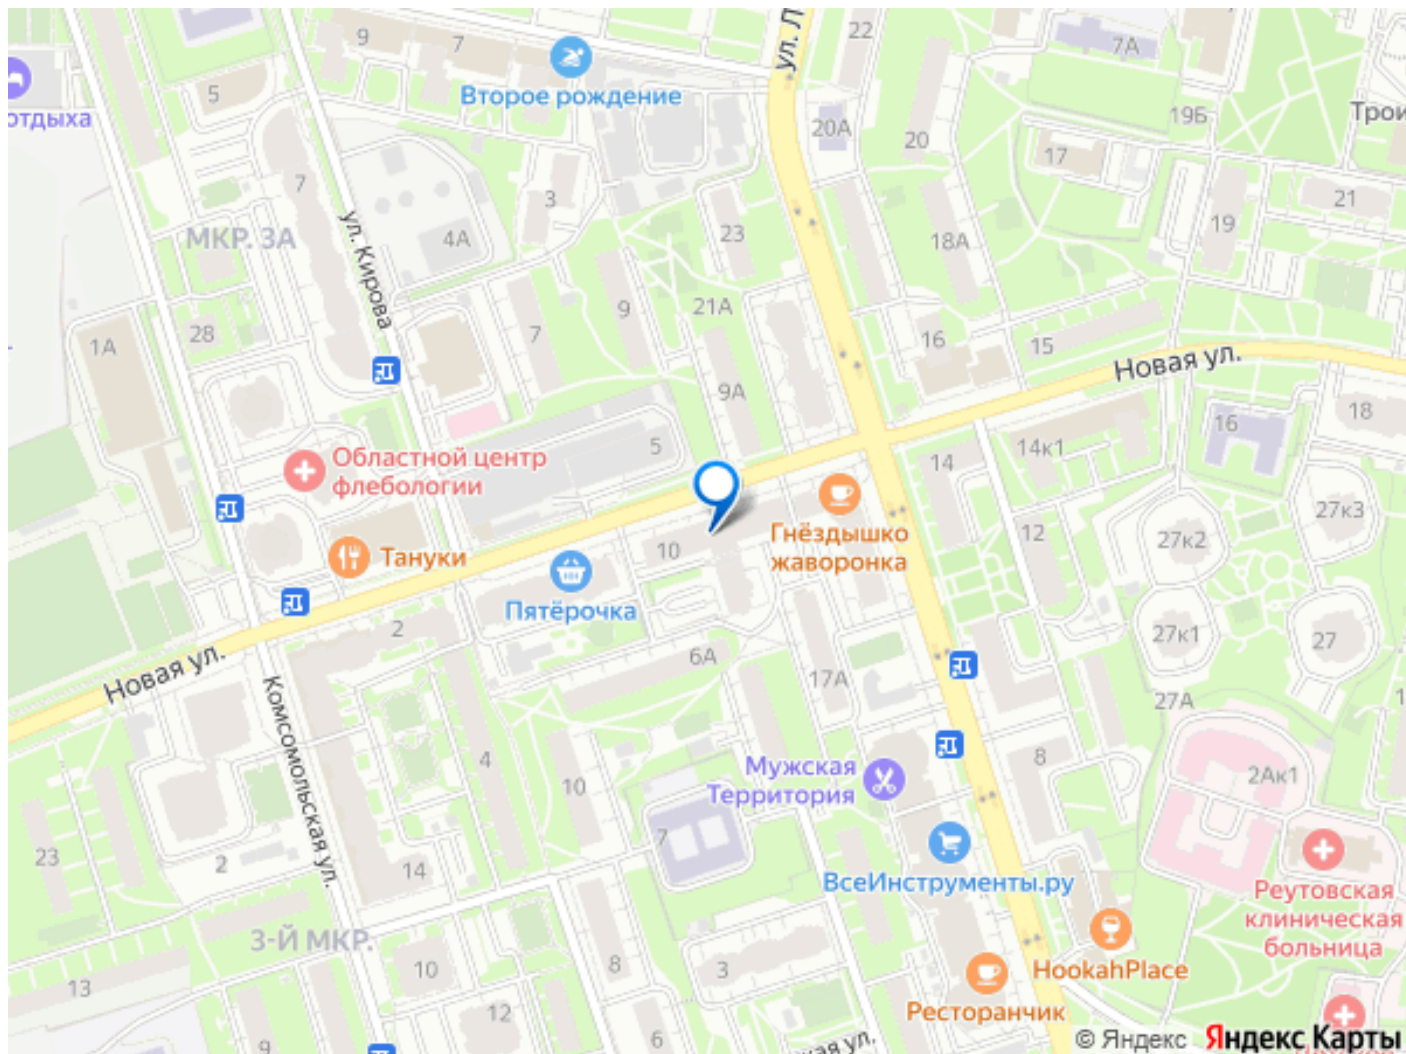 9
7
ул. Л
22
7А
5
Второе рождение
отдыха
20А
20
19Б
Трои
17
7
3
21
МКР. 3А
ул. Кирова
4А
23
18А
19
1А
28
7
9
21А
16
15
Новая ул.
9А
18
16
5
14к1
14
Областной центр
флебологии
27к3
Тануки
10
Гнёздышко
жаворонка
12
27к2
Пятёрочка
2
27к1
27
6А
17А
Новая ул.
27А
1
Комсомольская ул.
4
10
Мужская
Территория
8
2Ак1
23
2
14
7
ВсеИнструменты.ру
Реутовская
клиническая
больница
3-Й МКР.
13
10
8
3
HookahPlace
12
Ресторанчик
9
6
кая ул.
© Яндекс
Яндекс Карты